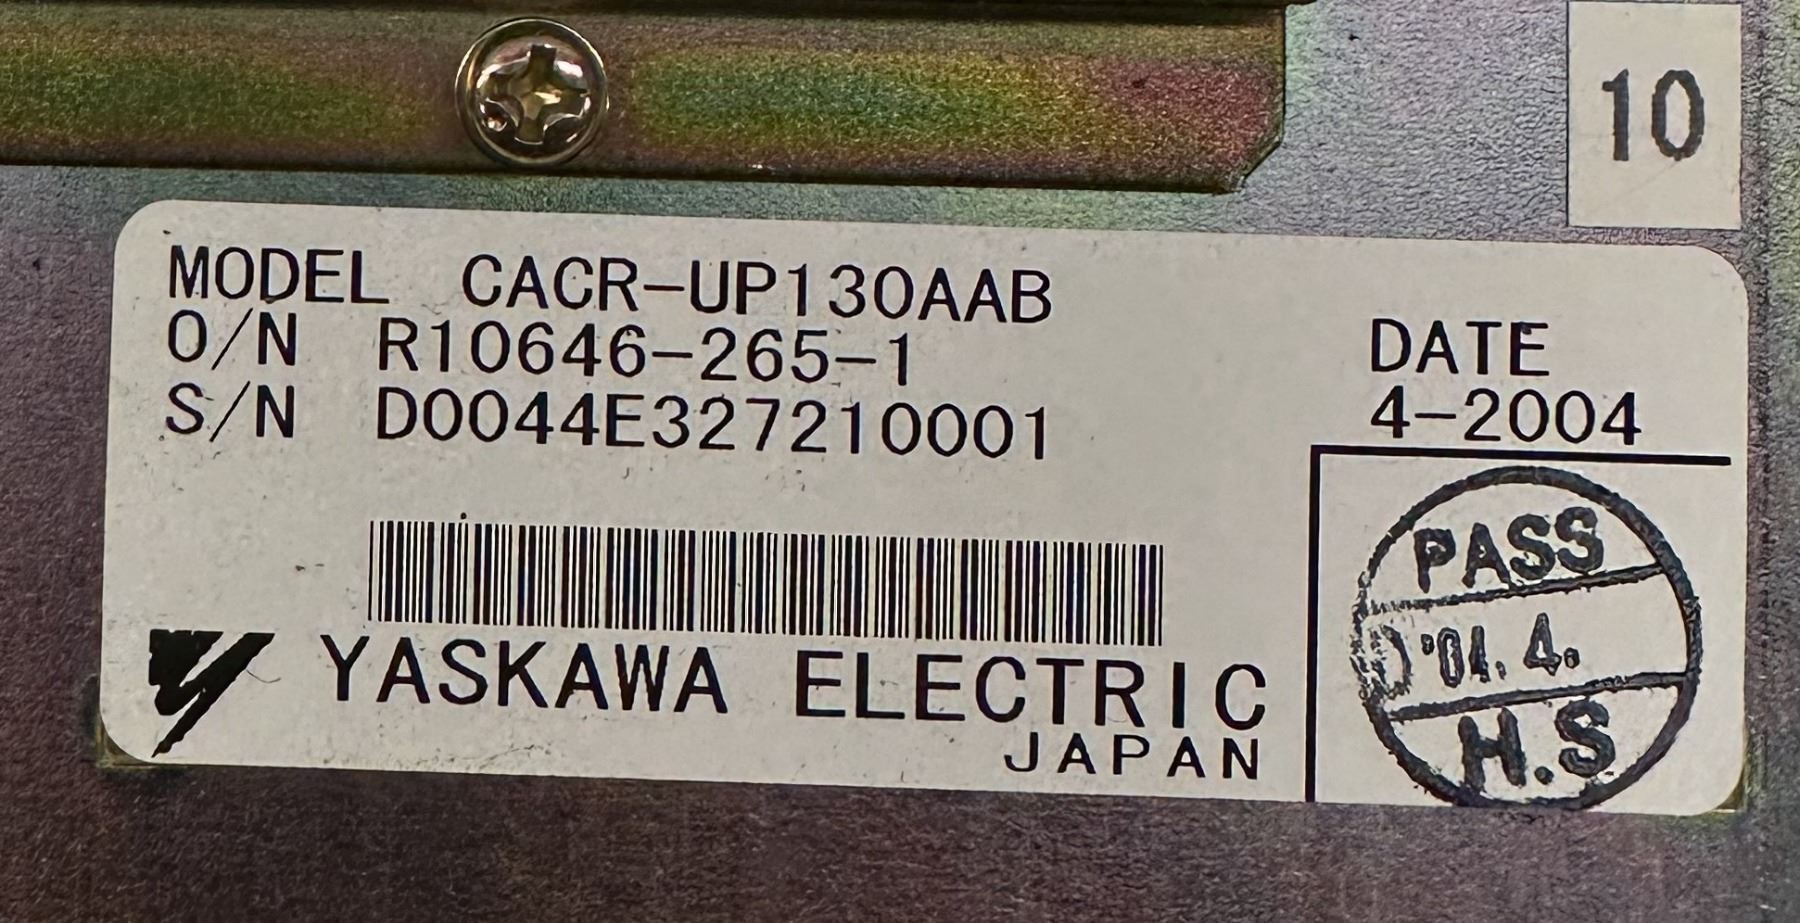 10
MODEL CACR-UP130AAB
O/N R10646-265-1
S/N D0044E327210001
DATE
4-2004
YASKAWA ELECTRIC
JAPAN
PASS
D '04. 4.
H.S